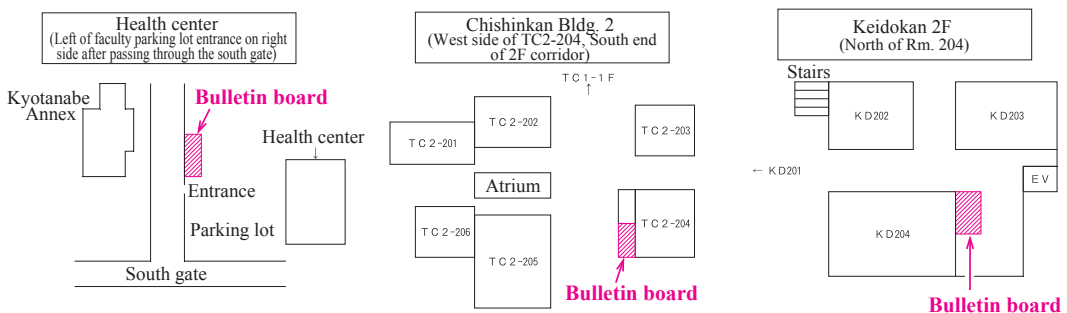 Health center
(Left of faculty parking lot entrance on right
side after passing through the south gate)
Kyotanabe
Annex
Bulletin board
Health center
↓
Entrance
Parking lot
South gate
Chishinkan Bldg. 2
(West side of TC2-204, South end
of 2F corridor)
TC1-1F
↑
TC2-201
TC2-202
TC2-203
Atrium
TC2-206
TC2-205
TC2-204
Bulletin board
Keidokan 2F
(North of Rm. 204)
Stairs
KD202
KD203
← KD201
EV
KD204
Bulletin board